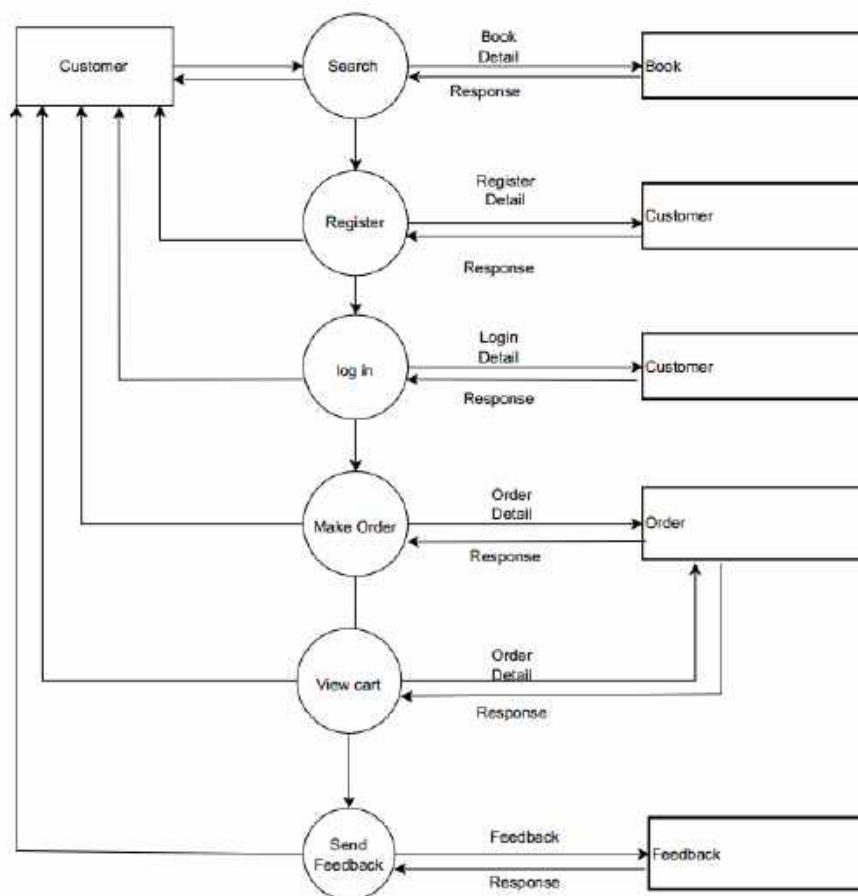 Customer
Search
Book
Detail
Response
Book
Register
Register
Detail
Response
Customer
log in
Login
Detail
Response
Customer
Make Order
Order
Detail
Response
Order
View cart
Order
Detail
Response
Send
Feedback
Feedback
Response
Feedback